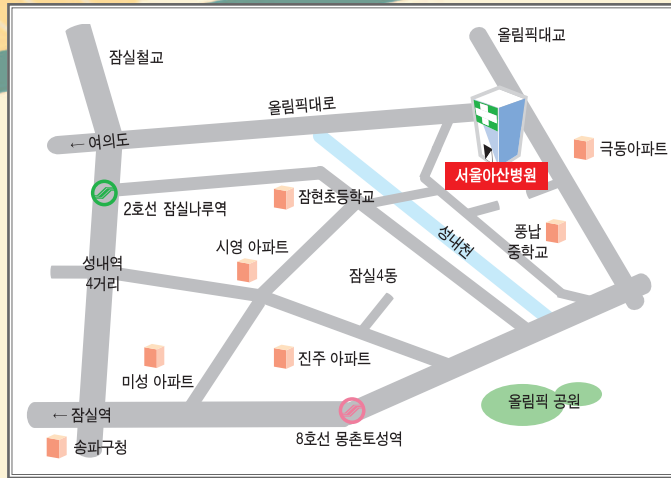 올림픽대교
잠실철교
올림픽대로
← 여의도
극동아파트
서울아산병원
2호선 잠실나루역
잠현초등학교
풍납
중학교
성내천
시영 아파트
성내역
4거리
잠실4동
진주 아파트
미성 아파트
올림픽 공원
← 잠실역
8호선 몽촌토성역
송파구청